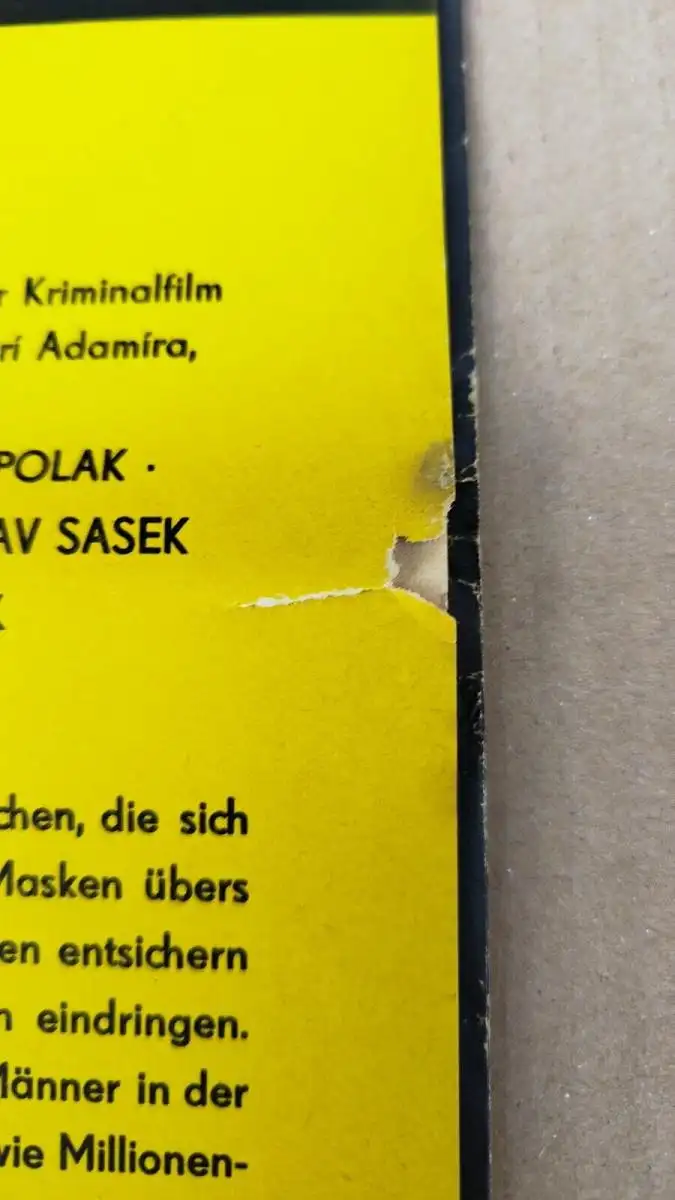 r Kriminalfilm
rí Adamíra,
POLAK ·
AV SASEK
K
chen, die sich
Masken übers
en entsichern
n eindringen.
Männer in der
wie Millionen-